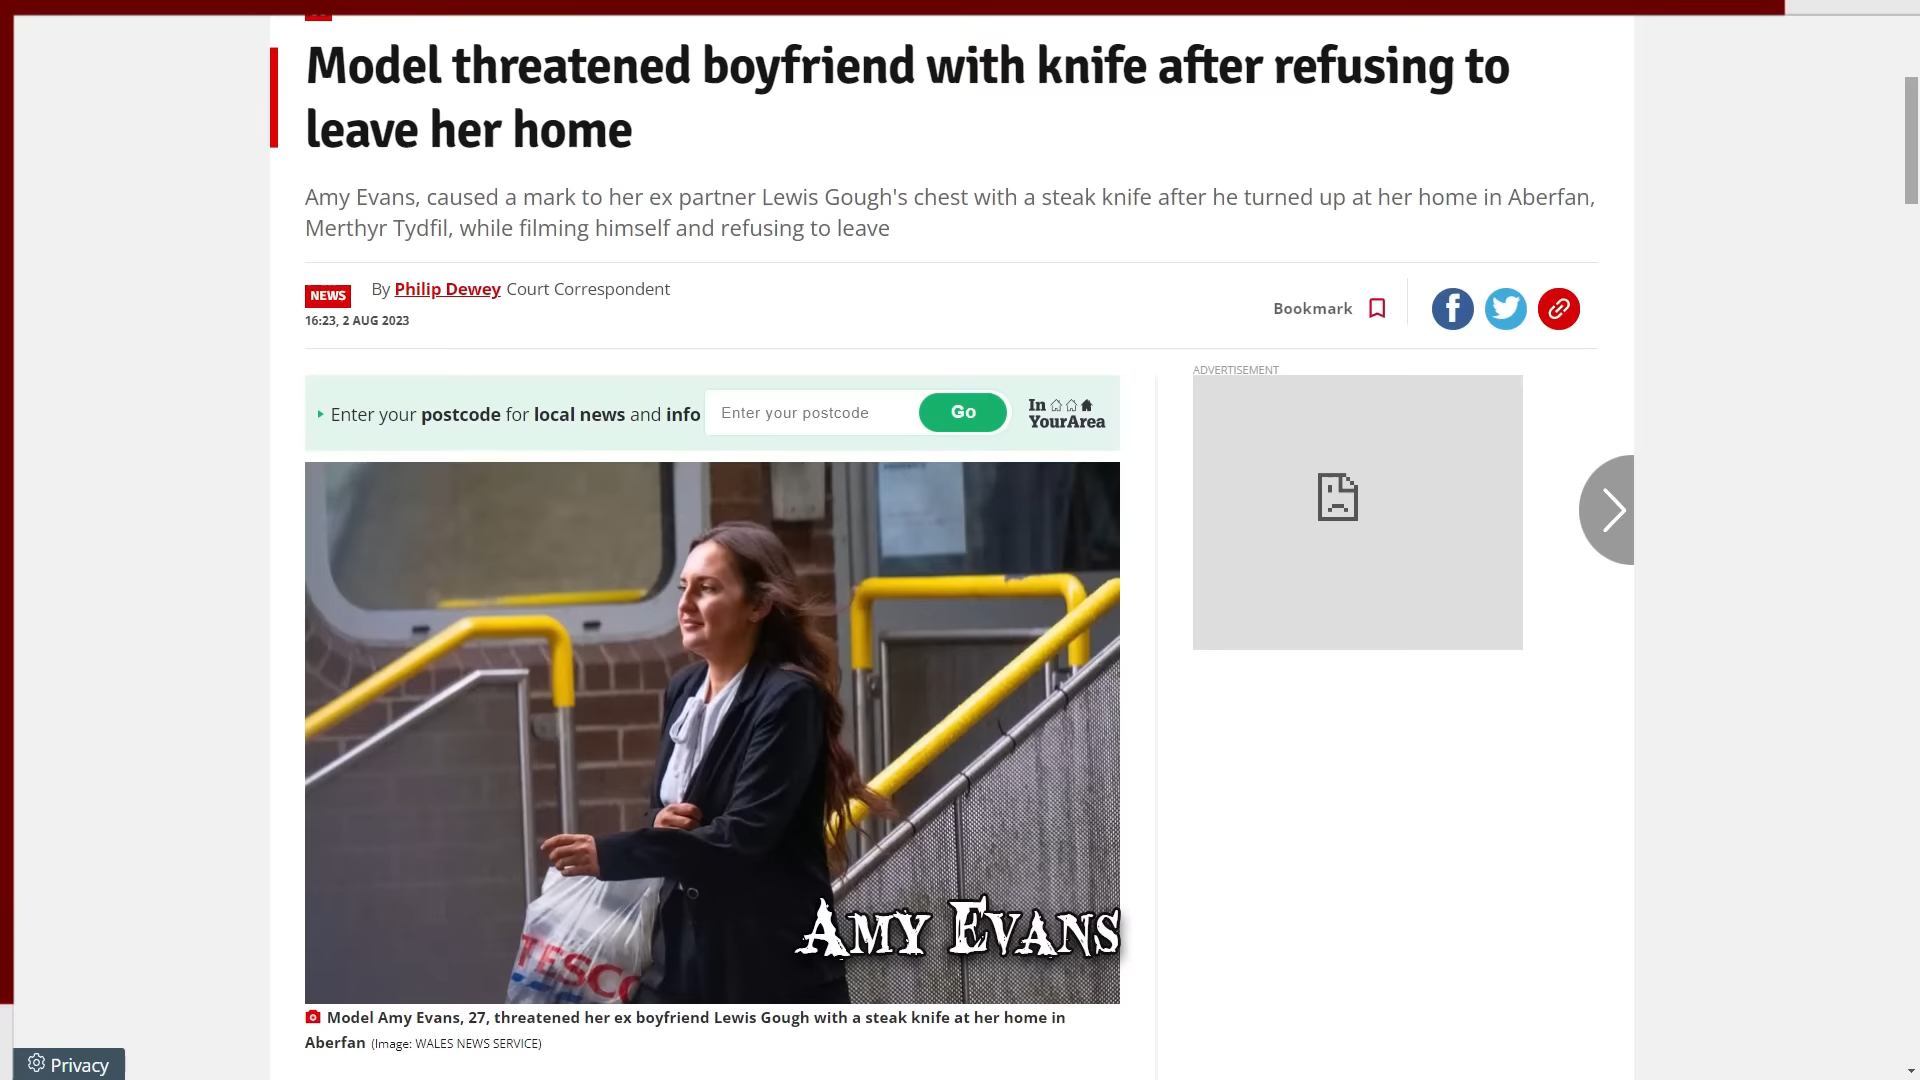 Model threatened boyfriend with knife after refusing to
leave her home
Amy Evans, caused a mark to her ex partner Lewis Gough's chest with a steak knife after he turned up at her home in Aberfan,
Merthyr Tydfil, while filming himself and refusing to leave
NEWS By Philip Dewey Court Correspondent
16:23, 2 AUG 2023
Bookmark
ADVERTISEMENT
Enter your postcode for local news and info
Enter your postcode
Go
In
YourArea
TESCO
AMY EVANS
Model Amy Evans, 27, threatened her ex boyfriend Lewis Gough with a steak knife at her home in
Aberfan (Image: WALES NEWS SERVICE)
Privacy